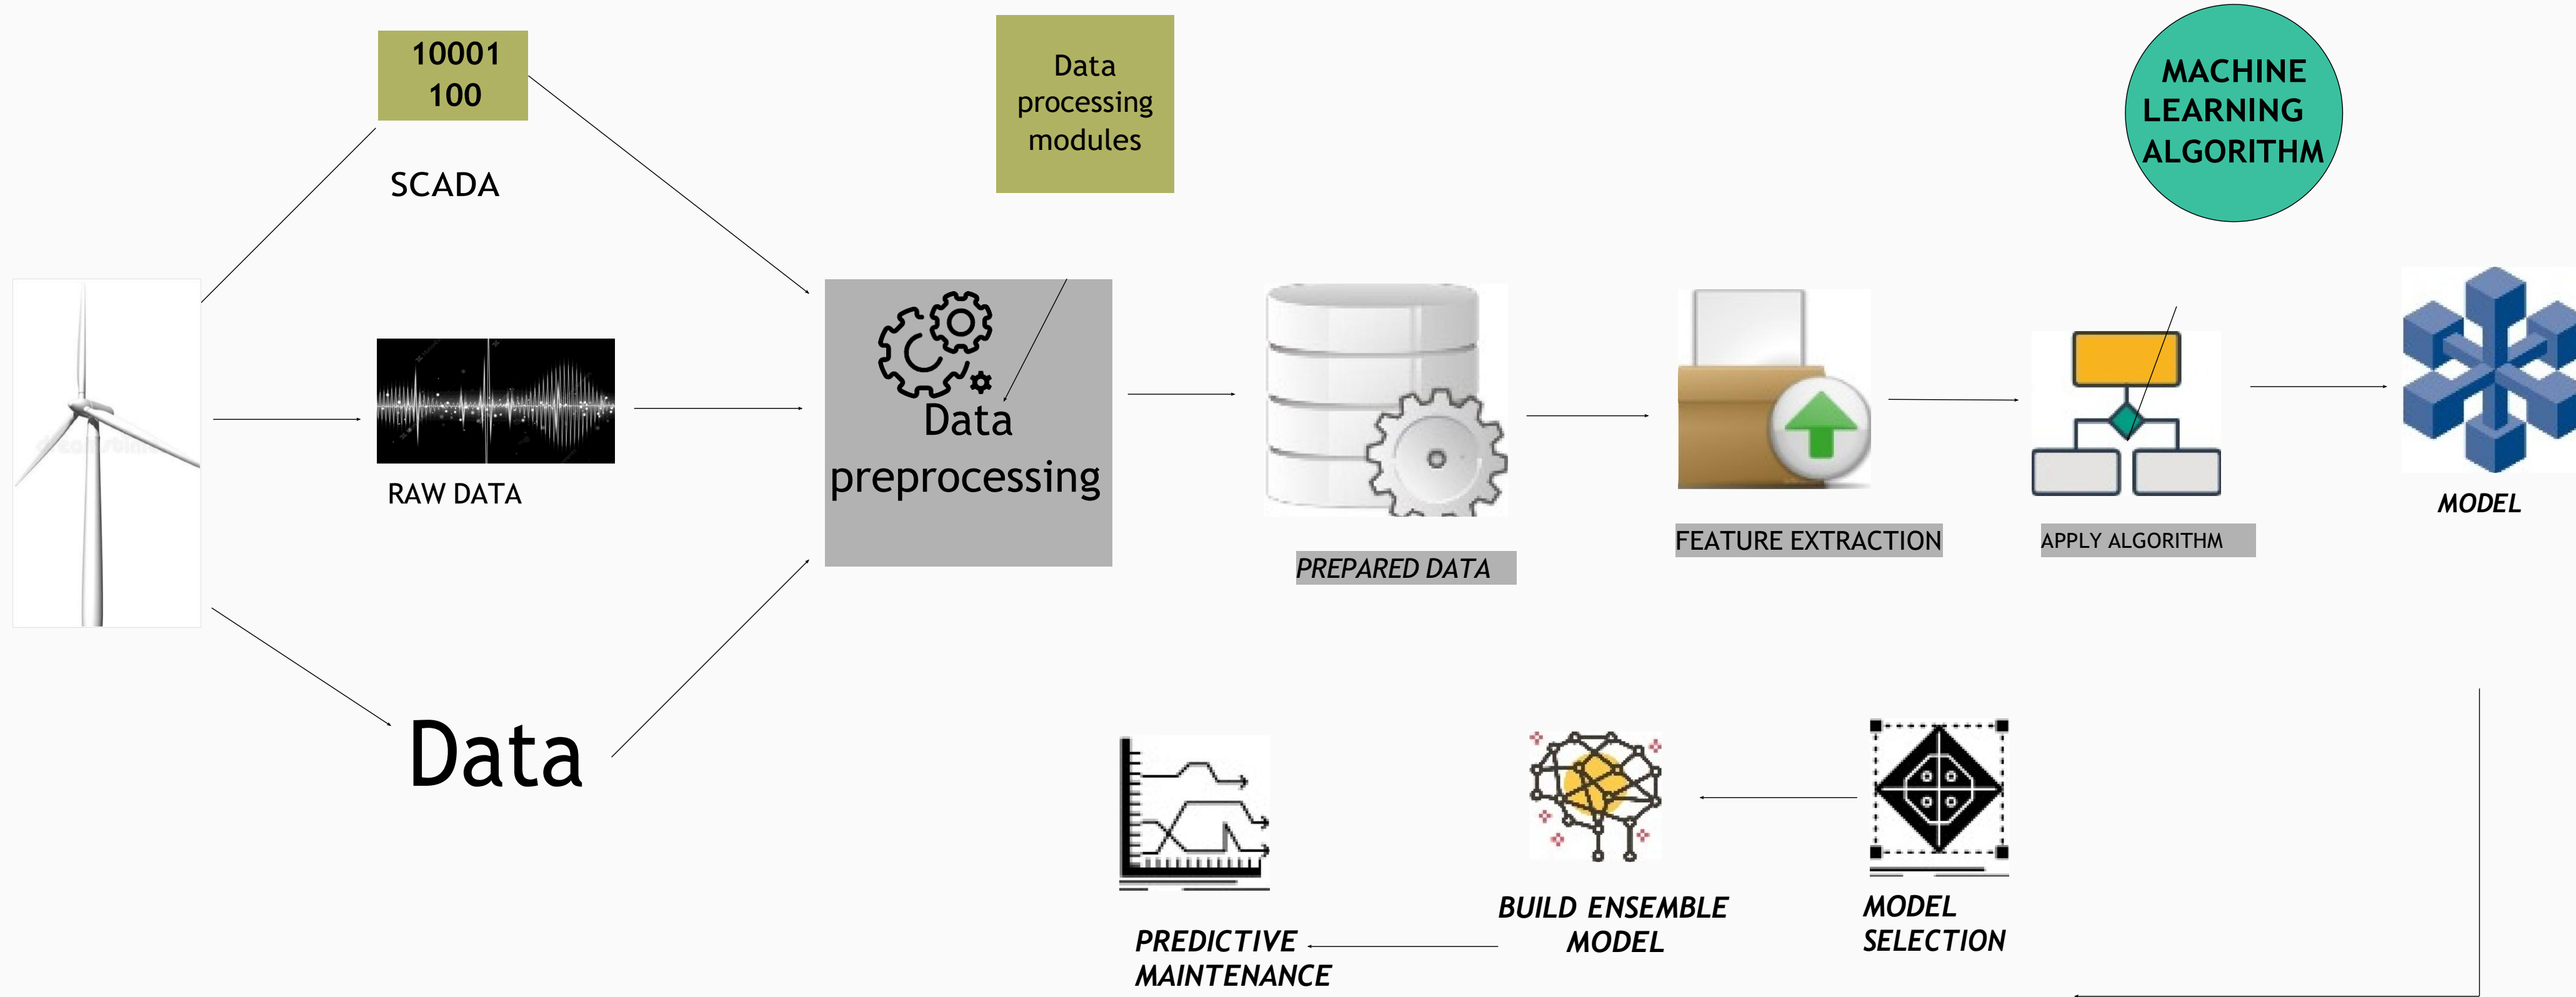 10001
100
SCADA
Data
processing
modules
MACHINE
LEARNING
ALGORITHM
RAW DATA
Data
preprocessing
PREPARED DATA
FEATURE EXTRACTION
APPLY ALGORITHM
MODEL
Data
PREDICTIVE
MAINTENANCE
BUILD ENSEMBLE
MODEL
MODEL
SELECTION